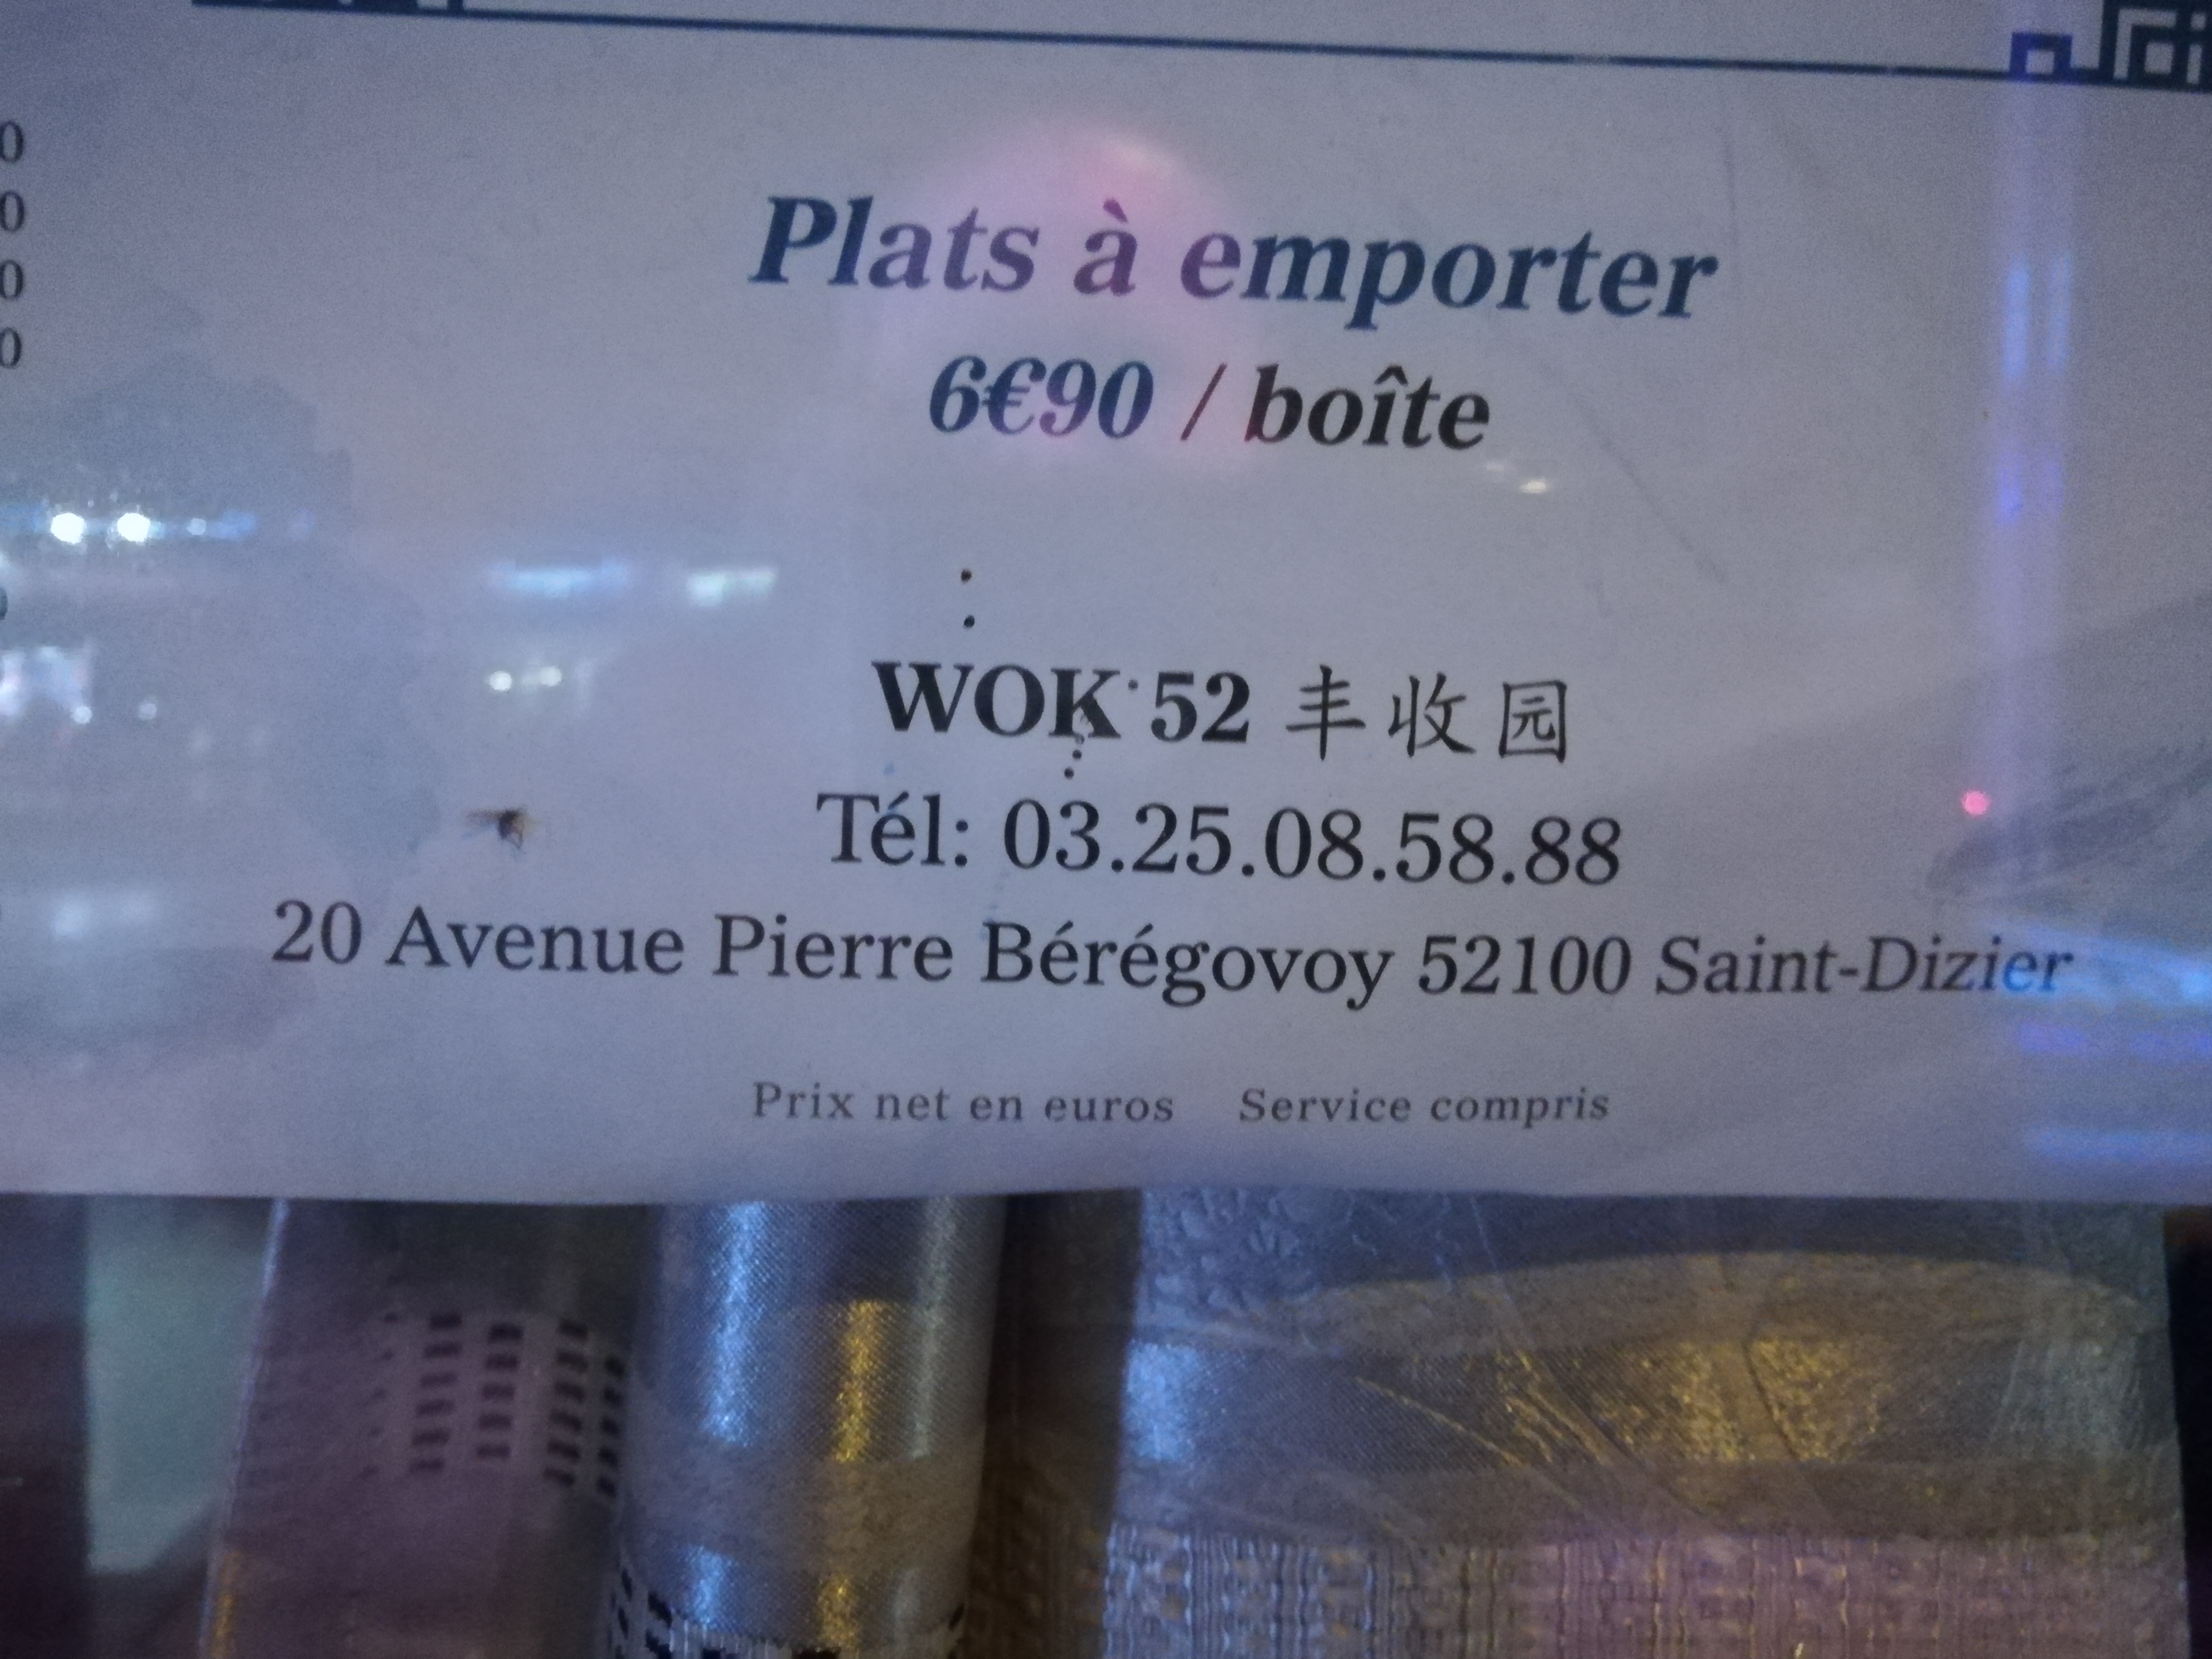 Plats à emporter
6€90 / boîte
WOK 52 丰收园
Tél: 03.25.08.58.88
20 Avenue Pierre Bérégovoy 52100 Saint-Dizier
Prix net en euros Service compris